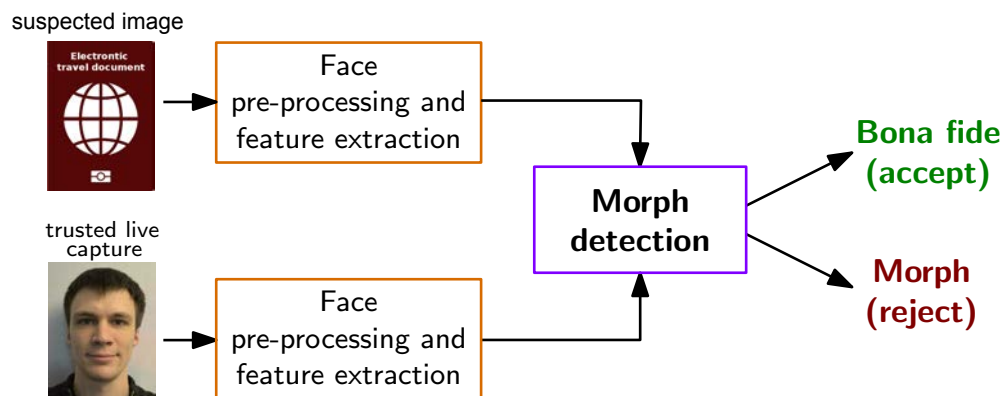 suspected image
Electrontic
travel document
Face
pre-processing and
feature extraction
trusted live
capture
Face
pre-processing and
feature extraction
Morph
detection
Bona fide
(accept)
Morph
(reject)